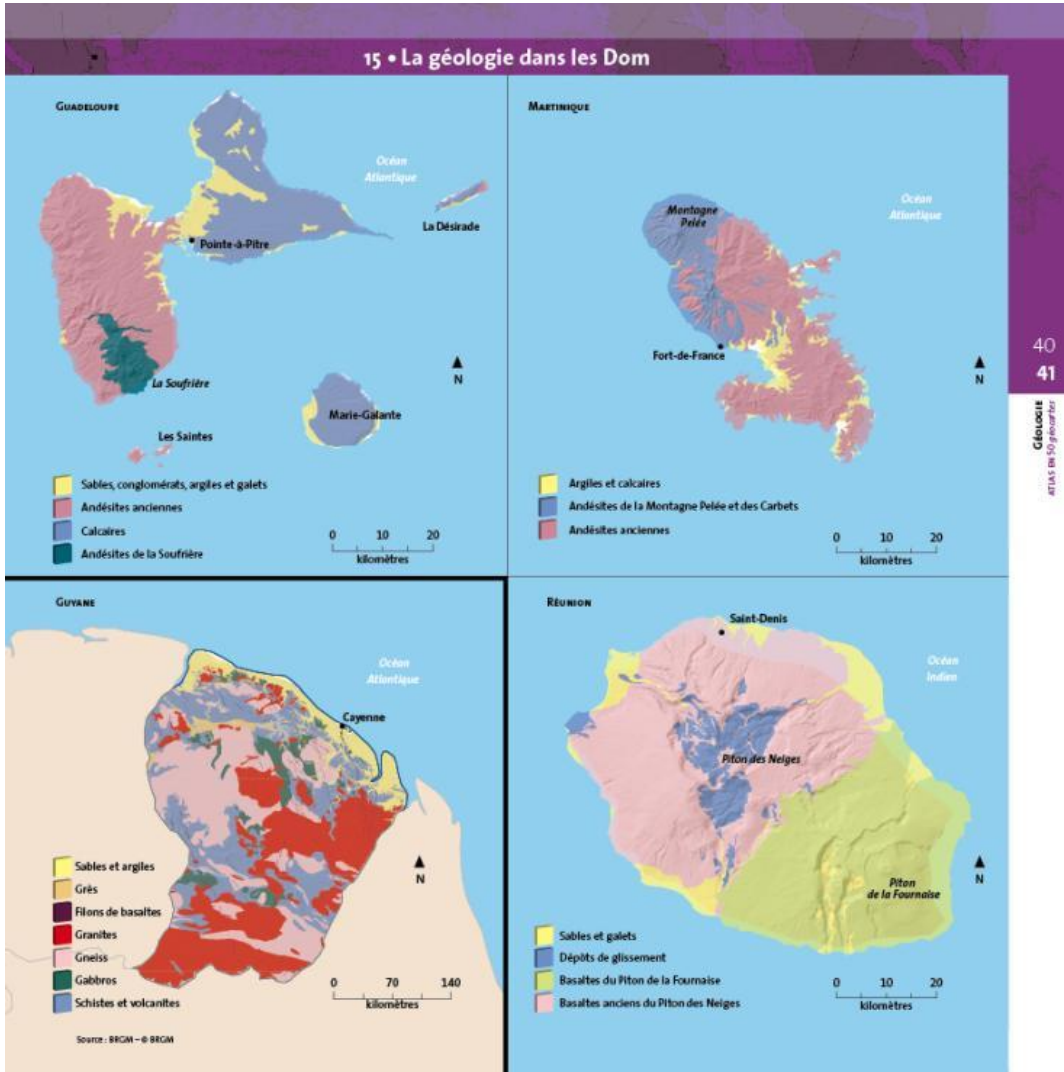 15 • La géologie dans les Dom
GUADELOUPE
Océan
Atlantique
La Désirade
Pointe-à-Pitre
La Soufrière
N
Marie-Galante
Les Saintes
Sables, conglomérats, argiles et galets
Andésites anciennes
Calcaires
Andésites de la Soufrière
0 10 20
kilomètres
MARTINIQUE
Montagne
Pelée
Océan
Atlantique
Fort-de-France
N
Argiles et calcaires
Andésites de la Montagne Pelée et des Carbets
Andésites anciennes
0 10 20
kilomètres
40
41
GÉOLOGIE
ATLAS EN 50 géocartes
GUYANE
Océan
Atlantique
Cayenne
N
Sables et argiles
Grès
Filons de basaltes
Granites
Gneiss
Gabbros
Schistes et volcanites
0 70 140
kilomètres
Source : BRGM – © BRGM
RÉUNION
Saint-Denis
Océan
Indien
Piton des Neiges
N
Piton
de la Fournaise
Sables et galets
Dépôts de glissement
Basaltes du Piton de la Fournaise
Basaltes anciens du Piton des Neiges
0 10 20
kilomètres